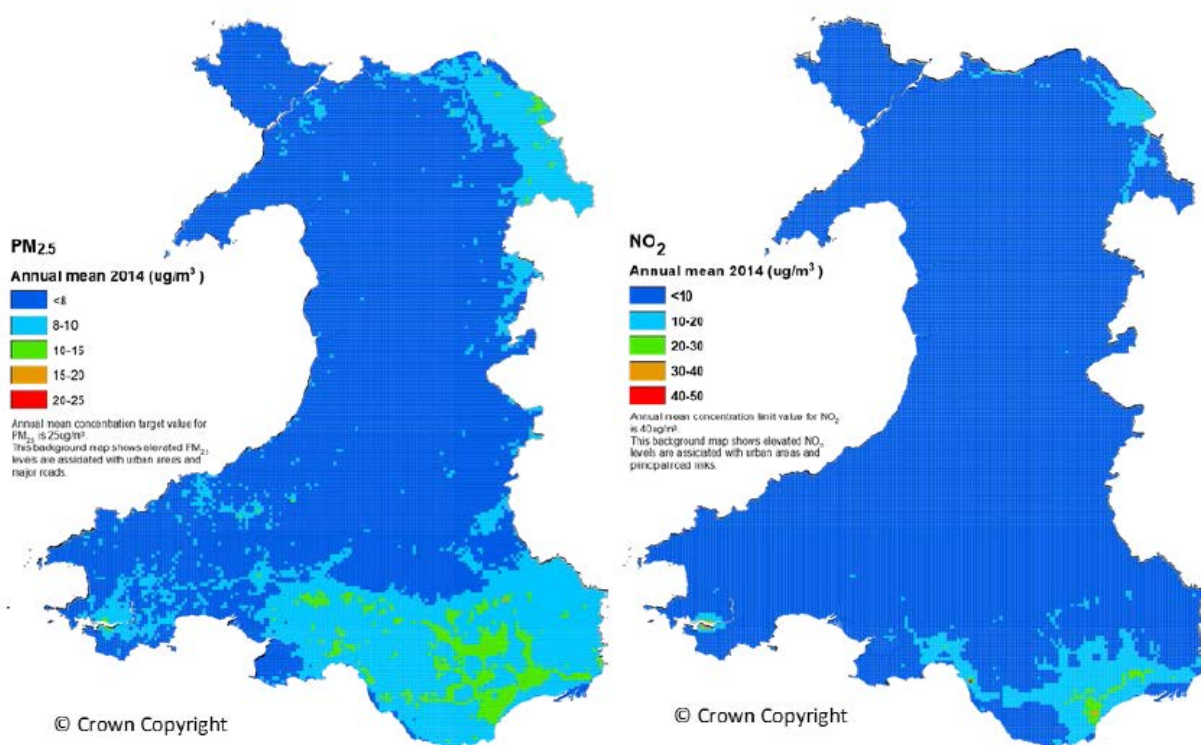 PM2.5
Annual mean 2014 (ug/m³)
<8
8-10
10-15
15-20
20-25
Annual mean concentration target value for
PM25 is 25ug/m³.
This background map shows elevated PM25
levels are assiciated with urban areas and
major roads.
© Crown Copyright
NO2
Annual mean 2014 (ug/m³)
<10
10-20
20-30
30-40
40-50
Annual mean concentration limit value for NO2
is 40ug/m³.
This background map shows elevated NO2
levels are assiciated with urban areas and
principal road links.
© Crown Copyright